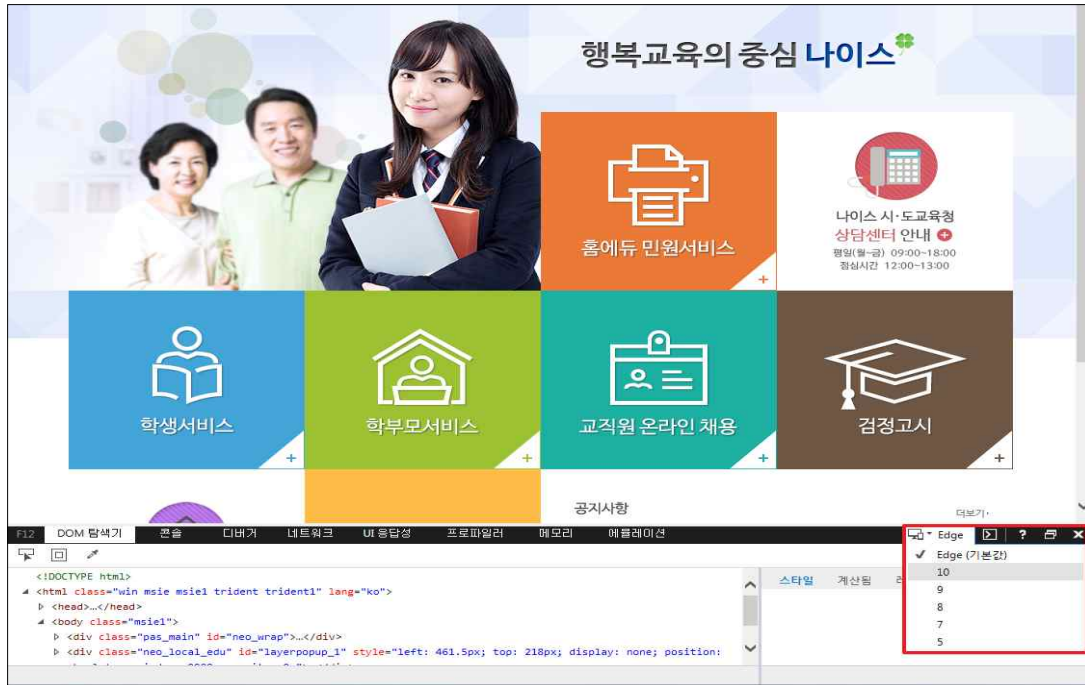 행복교육의 중심 나이스
홈에듀 민원서비스
+
나이스 시·도교육청
상담센터 안내 +
평일(월~금) 09:00~18:00
점심시간 12:00~13:00
학생서비스
+
학부모서비스
+
교직원 온라인 채용
+
검정고시
+
공지사항
더보기·
F12 DOM 탐색기 콘솔 디버거 네트워크 UI 응답성 프로파일러 메모리 에뮬레이션 Edge ?
Edge (기본값)
10
9
8
7
5
스타일 계산됨
<!DOCTYPE html>
<html class="win msie msie1 trident trident1" lang="ko">
<head>…</head>
<body class="msie1">
<div class="pas_main" id="neo_wrap">…</div>
<div class="neo_local_edu" id="layerpopup_1" style="left: 461.5px; top: 218px; display: none; position: